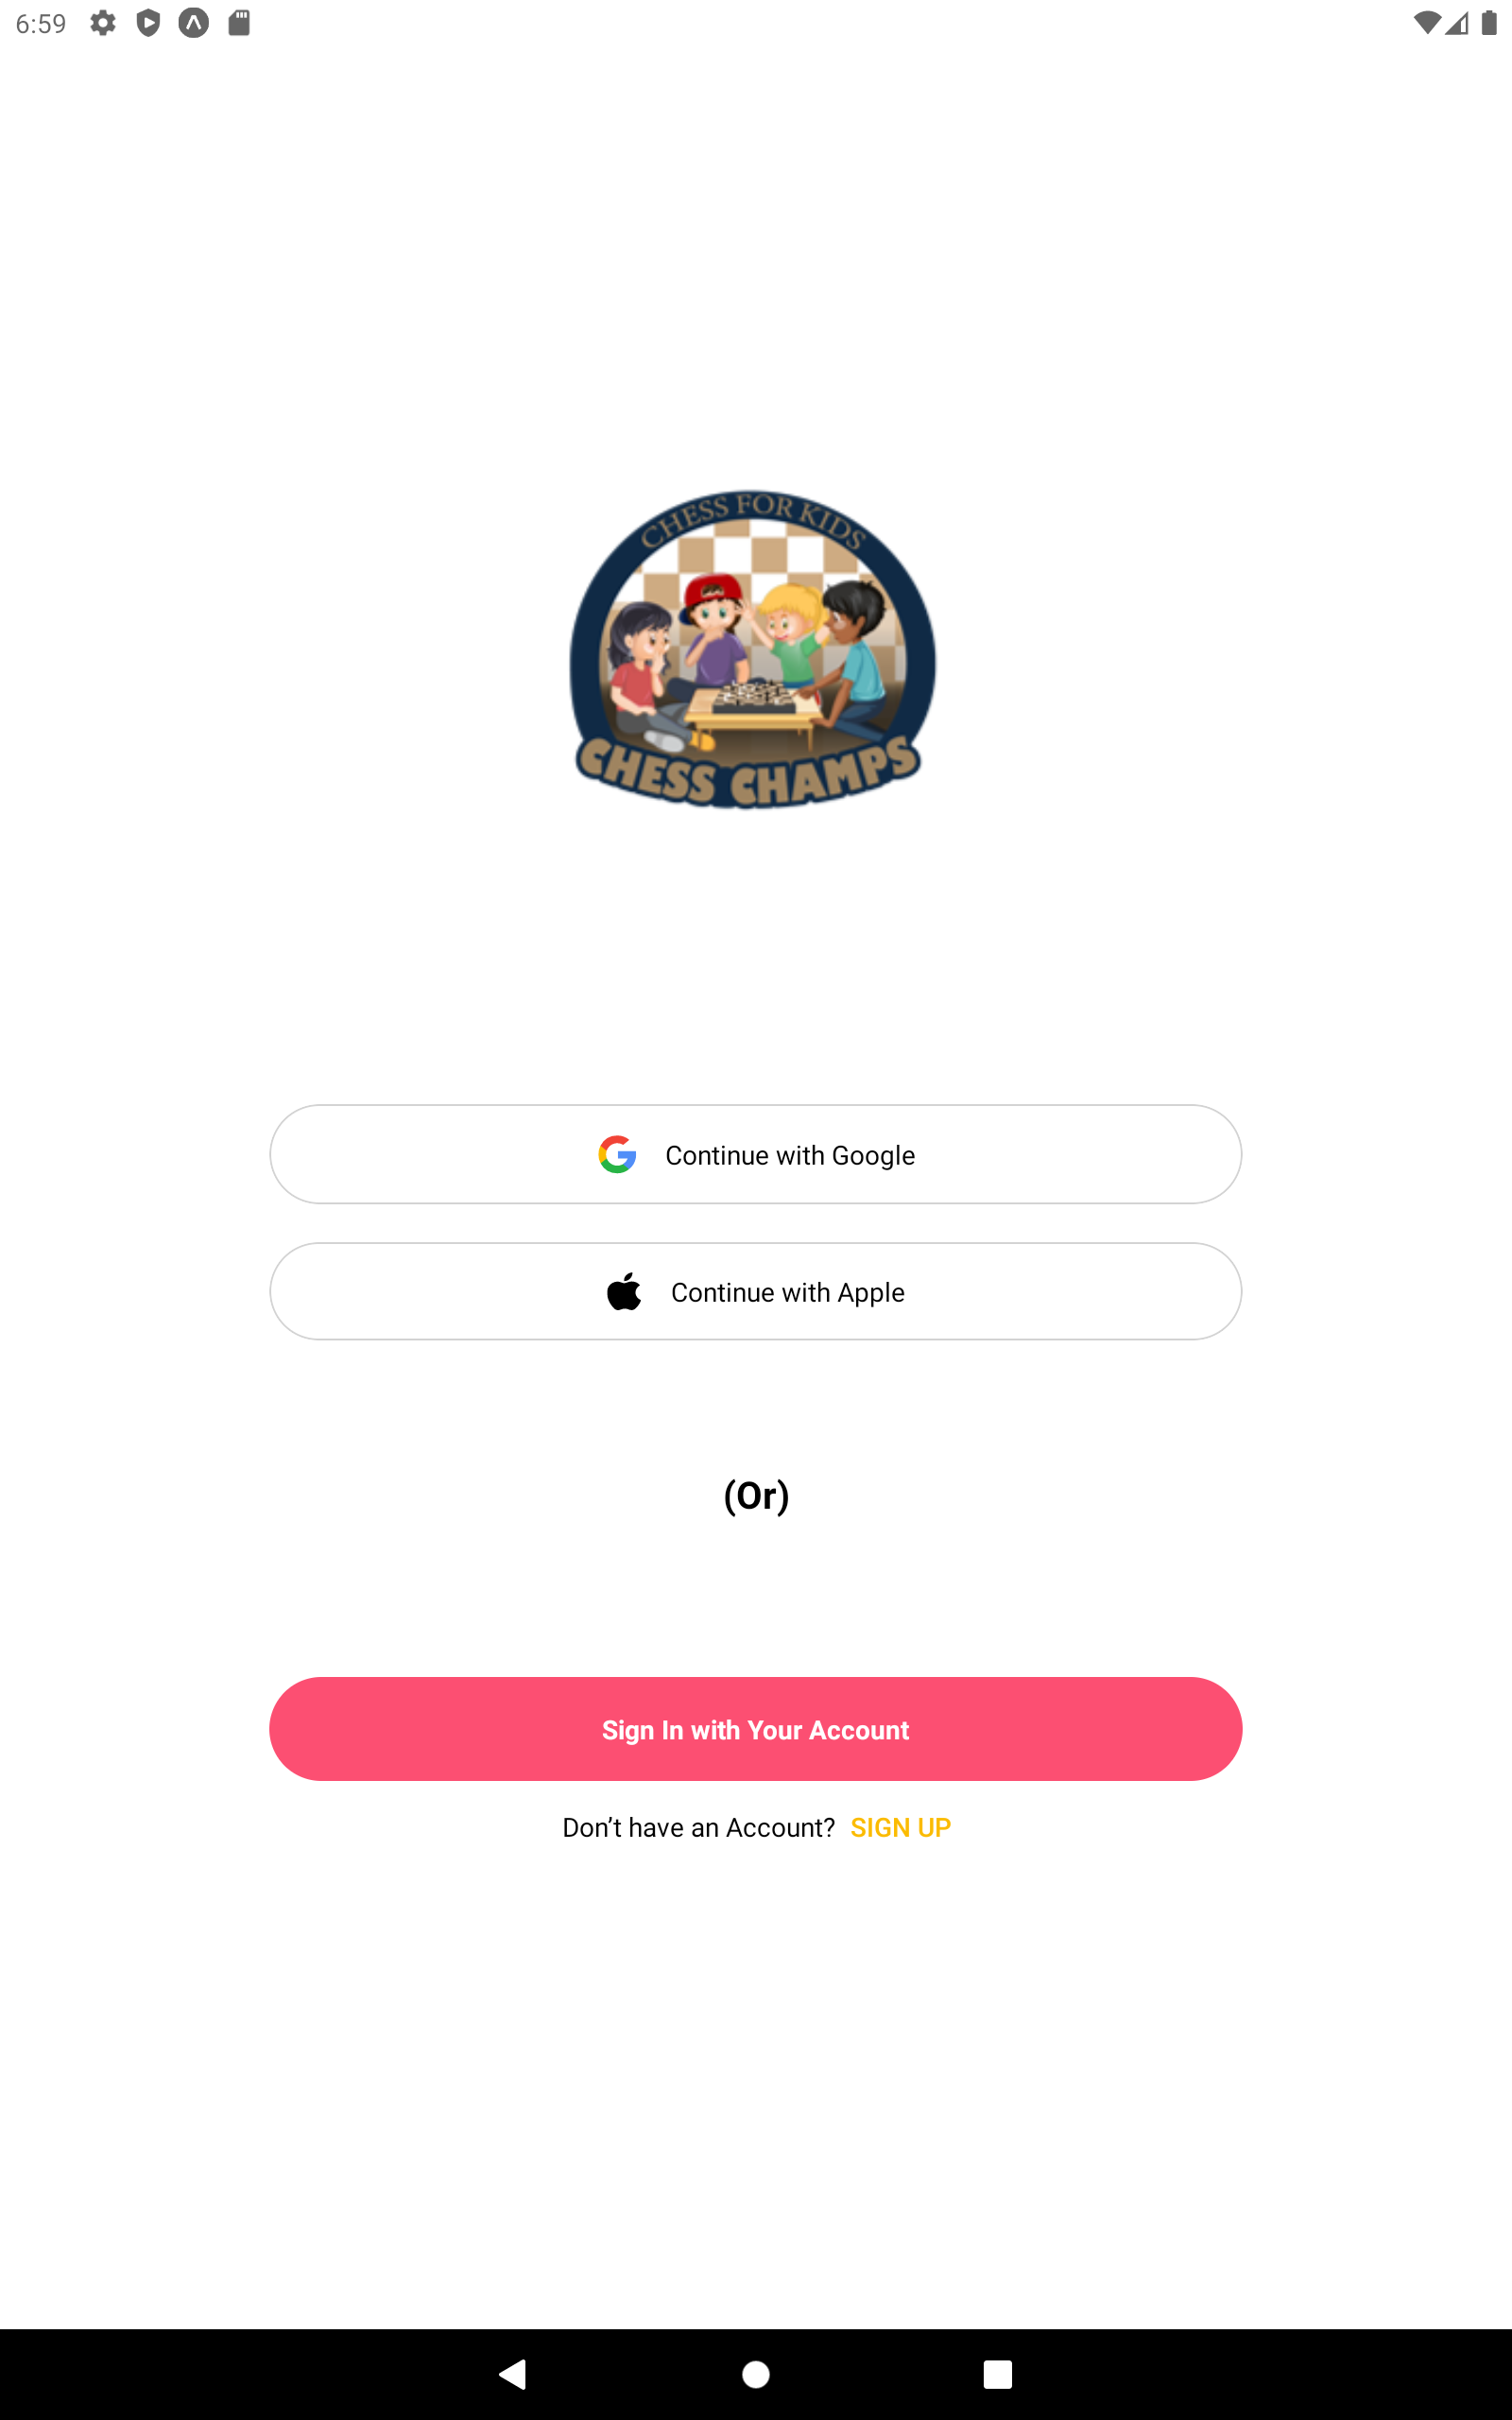 6:59
CHESS FOR KIDS
CHESS CHAMPS
Continue with Google
Continue with Apple
(Or)
Sign In with Your Account
Don’t have an Account? SIGN UP